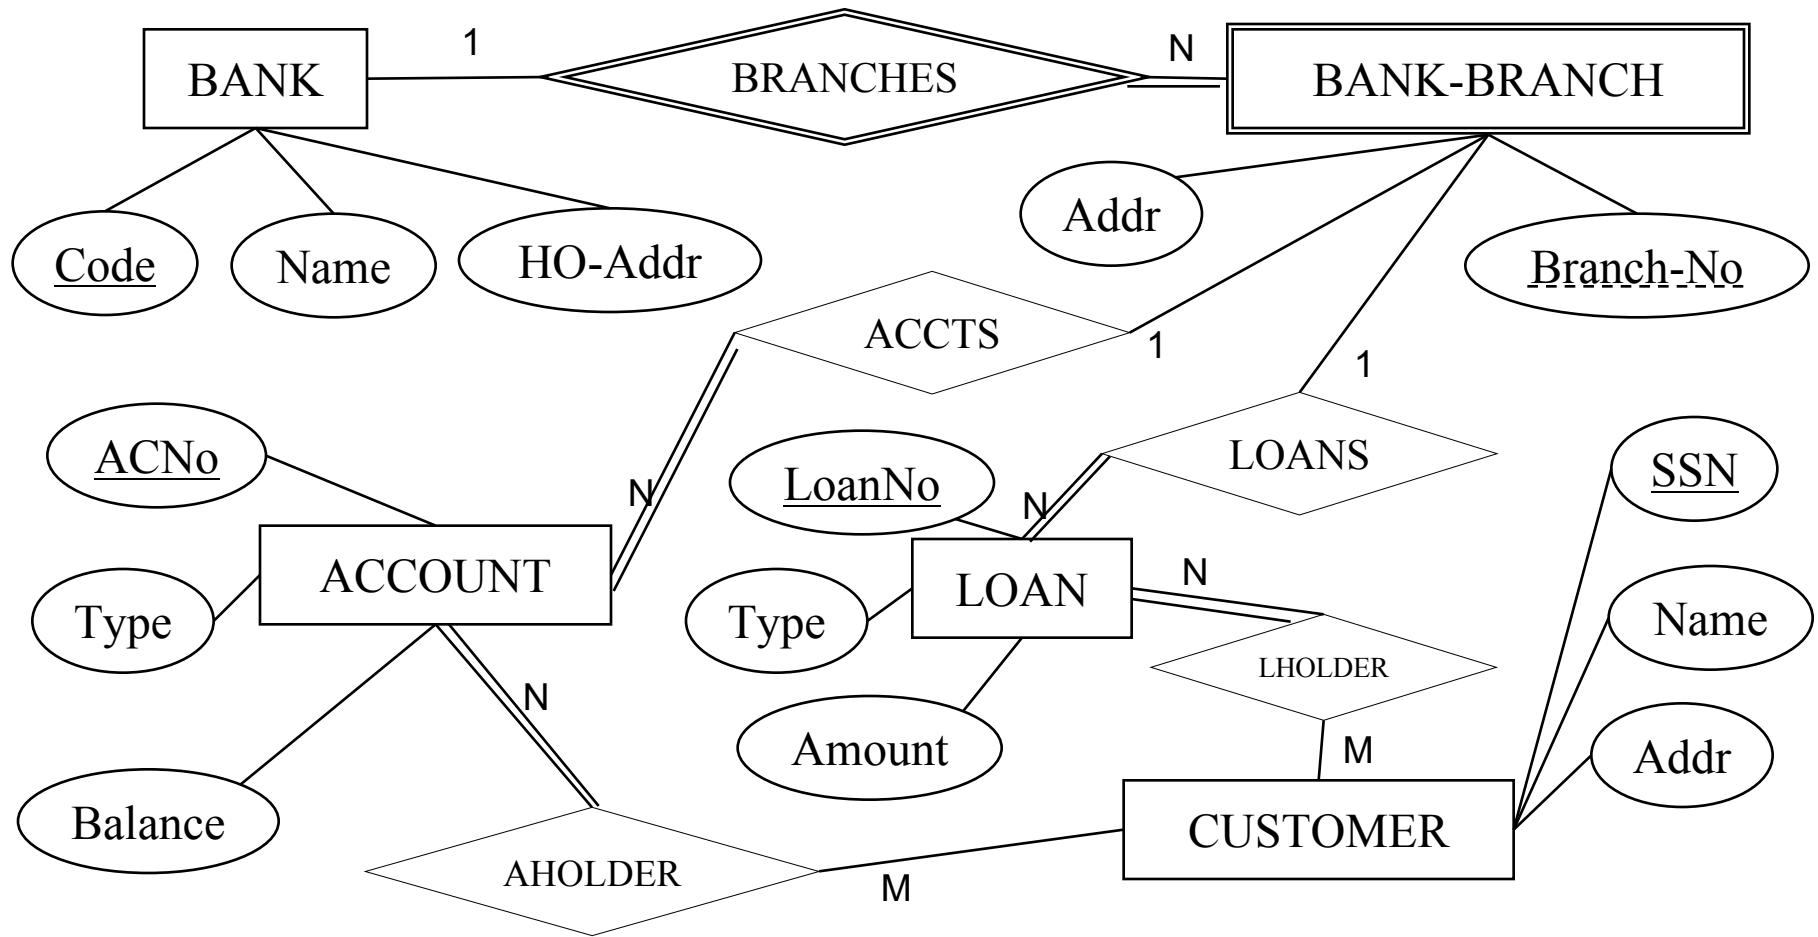 BANK
1
BRANCHES
N
BANK-BRANCH
Code
Name
HO-Addr
Addr
Branch-No
ACCTS
1
1
ACNo
N
LoanNo
N
LOANS
SSN
ACCOUNT
Type
LOAN
N
Type
Name
LHOLDER
N
Amount
M
Addr
Balance
AHOLDER
M
CUSTOMER